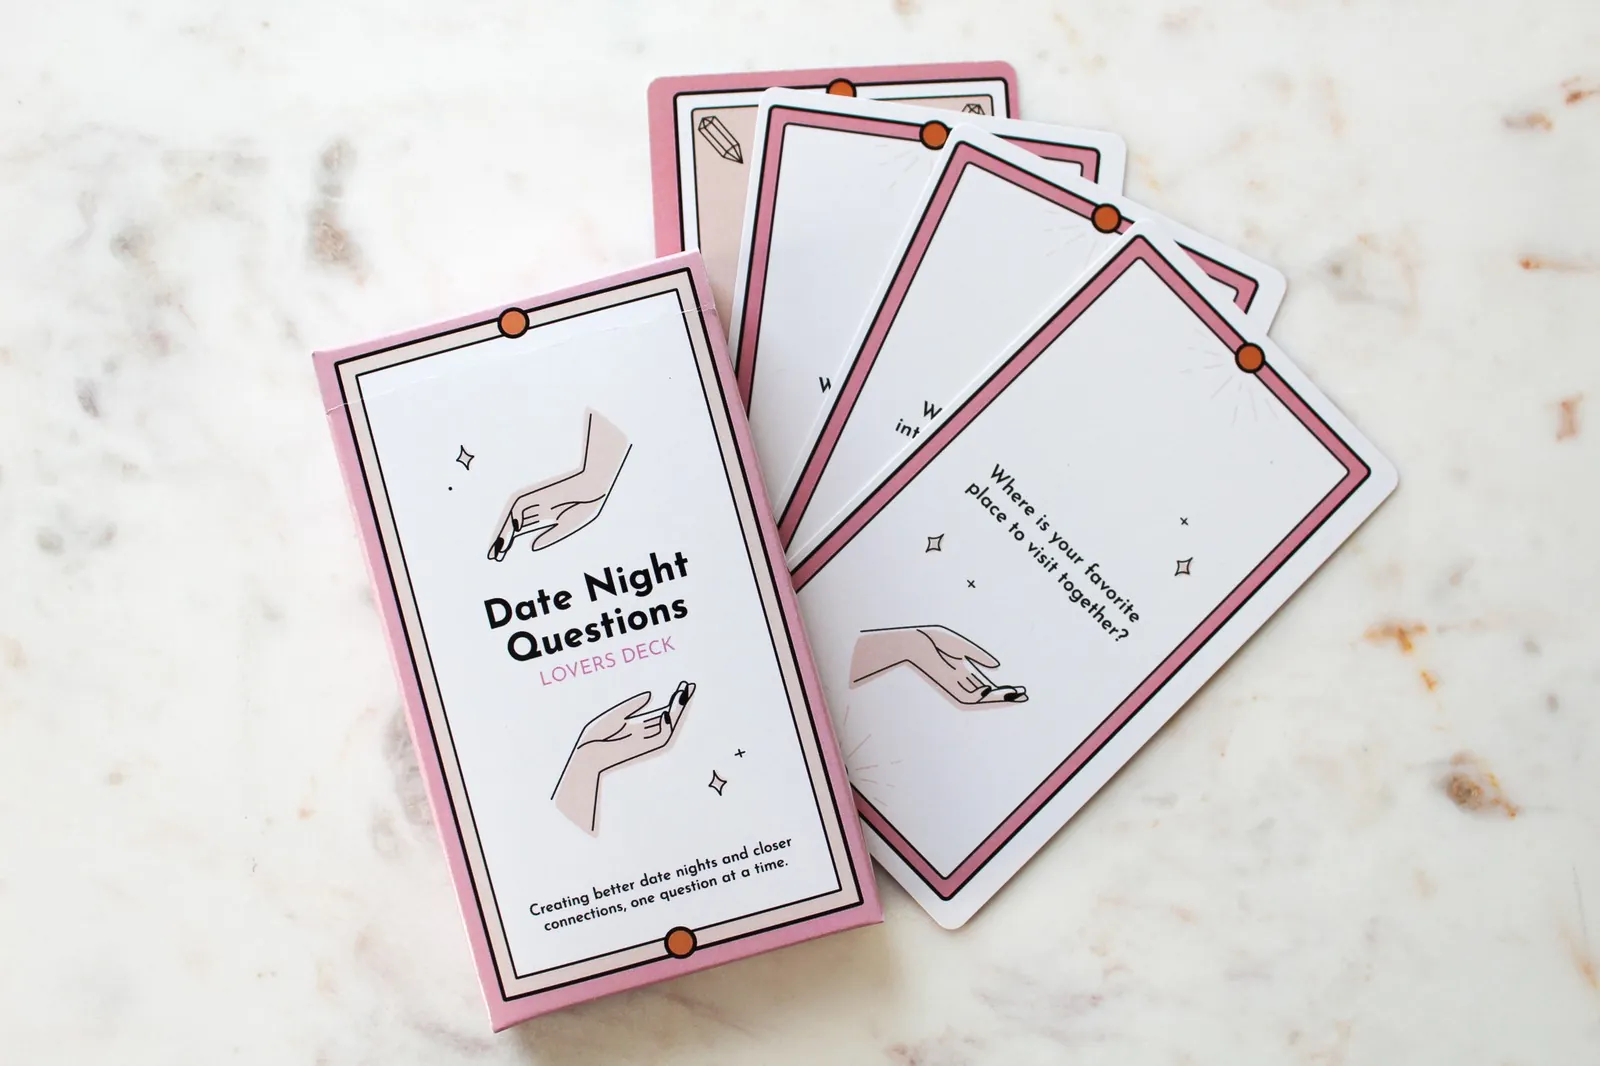 Date Night
Questions
LOVERS DECK
Creating better date nights and closer
connections, one question at a time.
Where is your favorite
place to visit together?